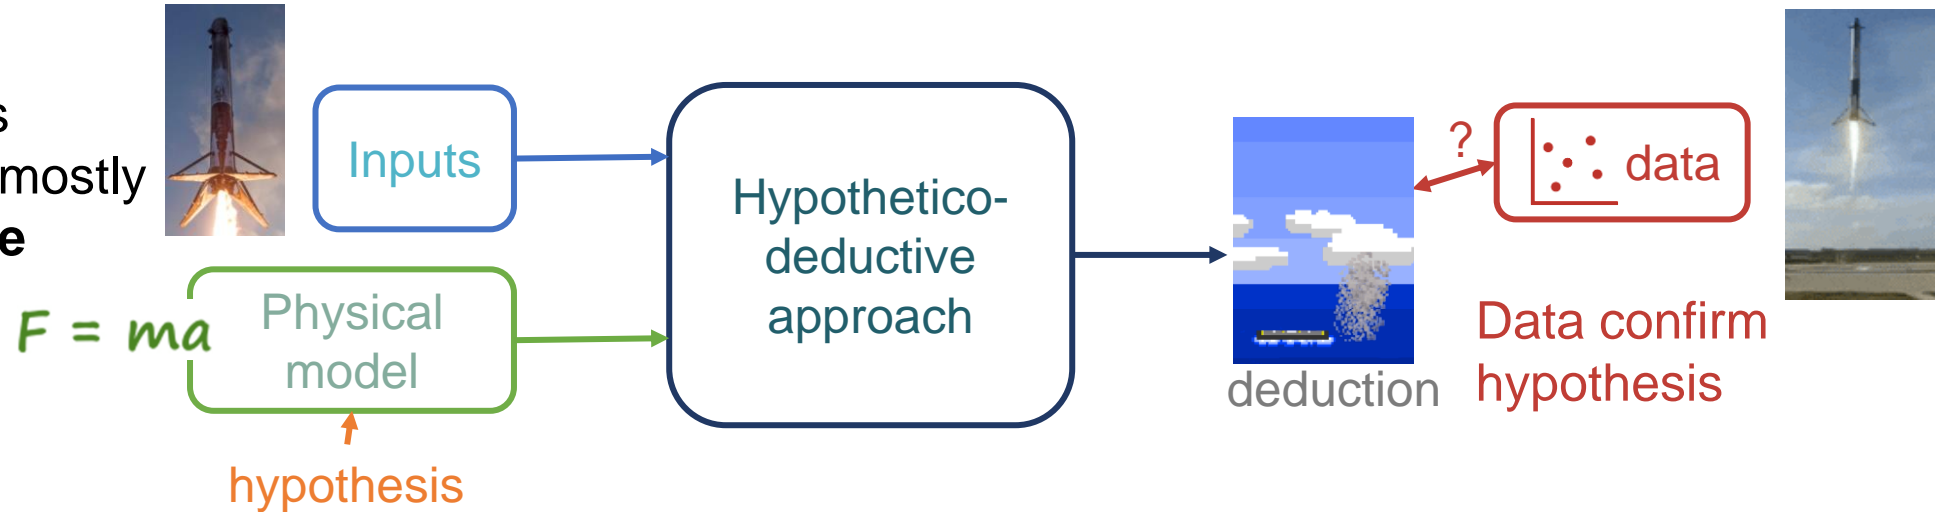 s
mostly
e
F = ma
Inputs
Physical
model
hypothesis
Hypothetico-
deductive
approach
deduction
?
data
Data confirm
hypothesis